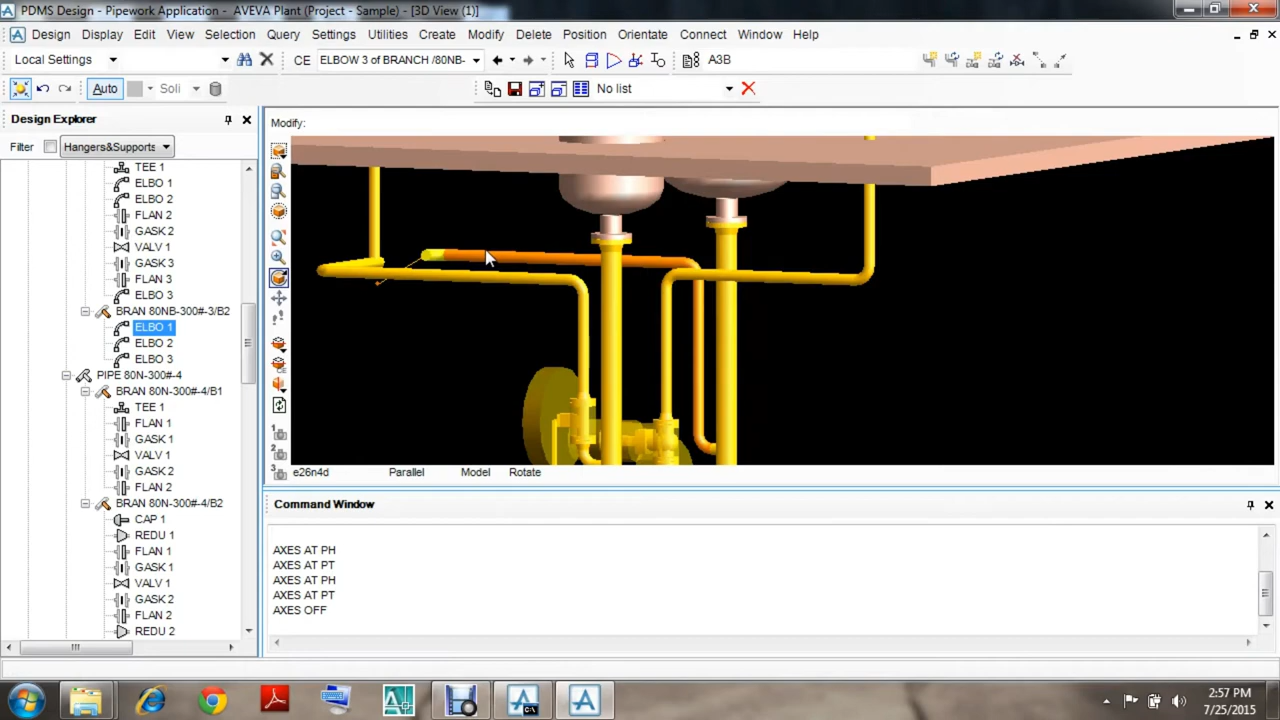 PDMS Design - Pipework Application - AVEVA Plant (Project - Sample) - [3D View (1)]
Design Display Edit View Selection Query Settings Utilities Create Modify Delete Position Orientate Connect Window Help
Local Settings CE ELBOW 3 of BRANCH /80NB- A3B
Auto Soli No list
Design Explorer
Filter Hangers&Supports
TEE 1
ELBO 1
ELBO 2
FLAN 2
GASK 2
VALV 1
GASK 3
FLAN 3
ELBO 3
BRAN 80NB-300#-3/B2
ELBO 1
ELBO 2
ELBO 3
PIPE 80N-300#-4
BRAN 80N-300#-4/B1
TEE 1
FLAN 1
GASK 1
VALV 1
GASK 2
FLAN 2
BRAN 80N-300#-4/B2
CAP 1
REDU 1
FLAN 1
GASK 1
VALV 1
GASK 2
FLAN 2
REDU 2
Modify:
CE
1
2
3
e26n4d Parallel Model Rotate
Command Window
AXES AT PH
AXES AT PT
AXES AT PH
AXES AT PT
AXES OFF
2:57 PM
7/25/2015